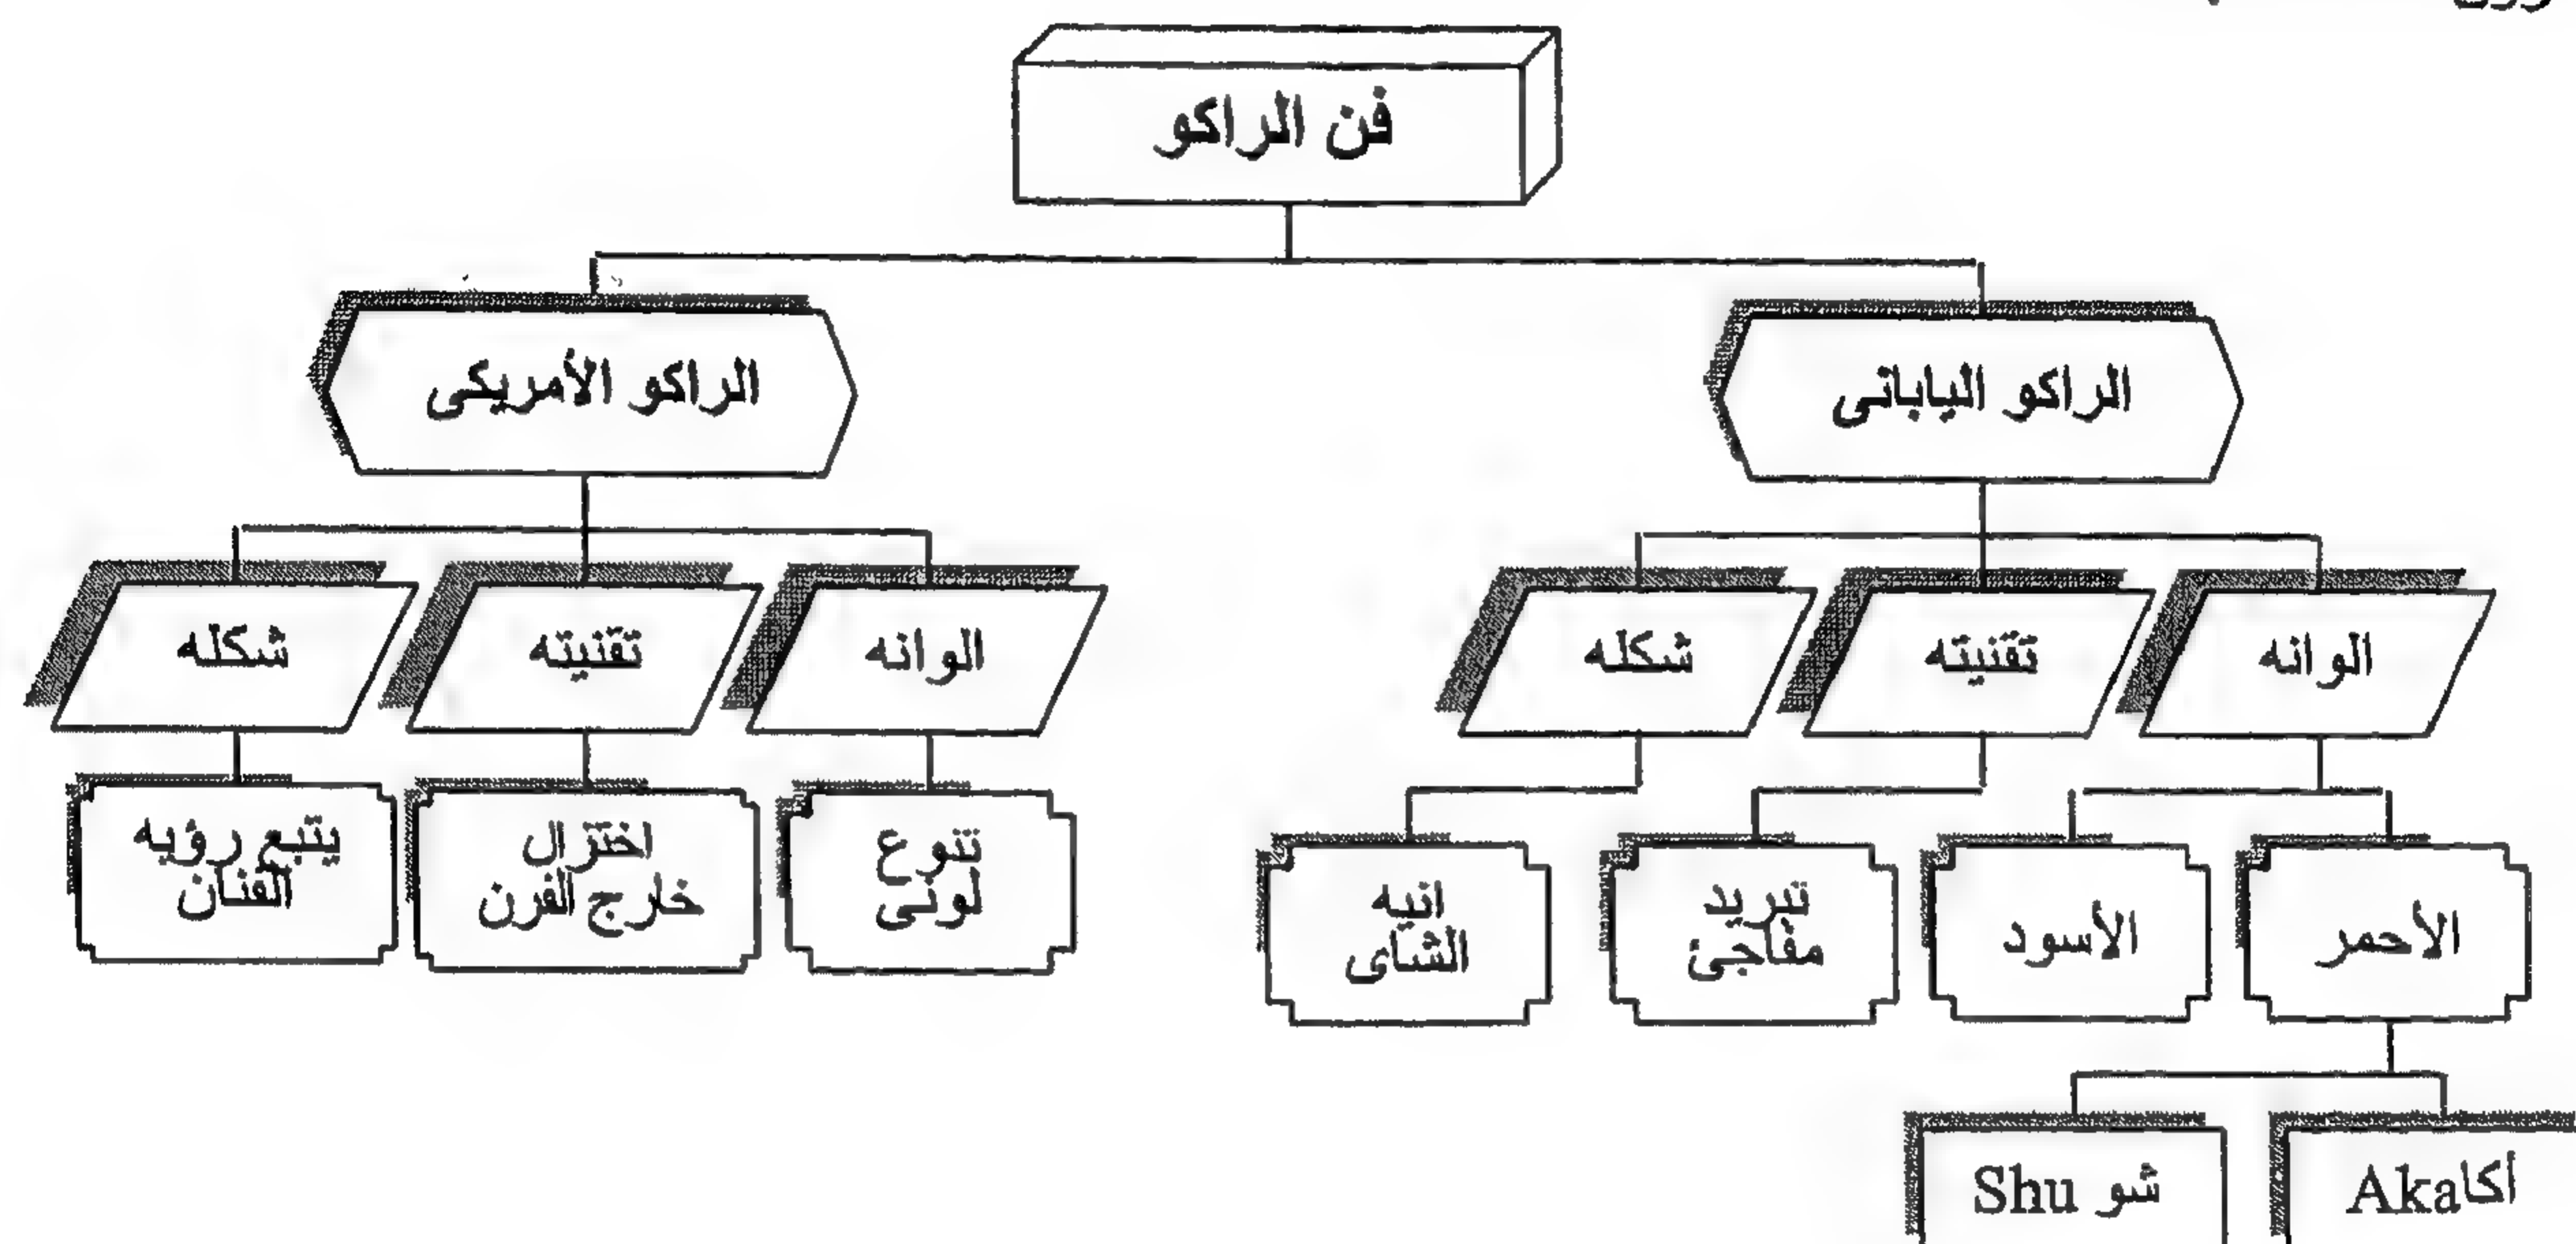 فن الراكو
الراكو اليابانى
الراكو الأمريكى
الوانه
تقنيته
شكله
الوانه
تقنيته
شكله
الأحمر
الأسود
تبريد
مفاجئ
انيه
الشاى
تنوع
لونى
اختزال
خارج الفرن
يتبع رؤيه
الفنان
أكاAka
شو Shu